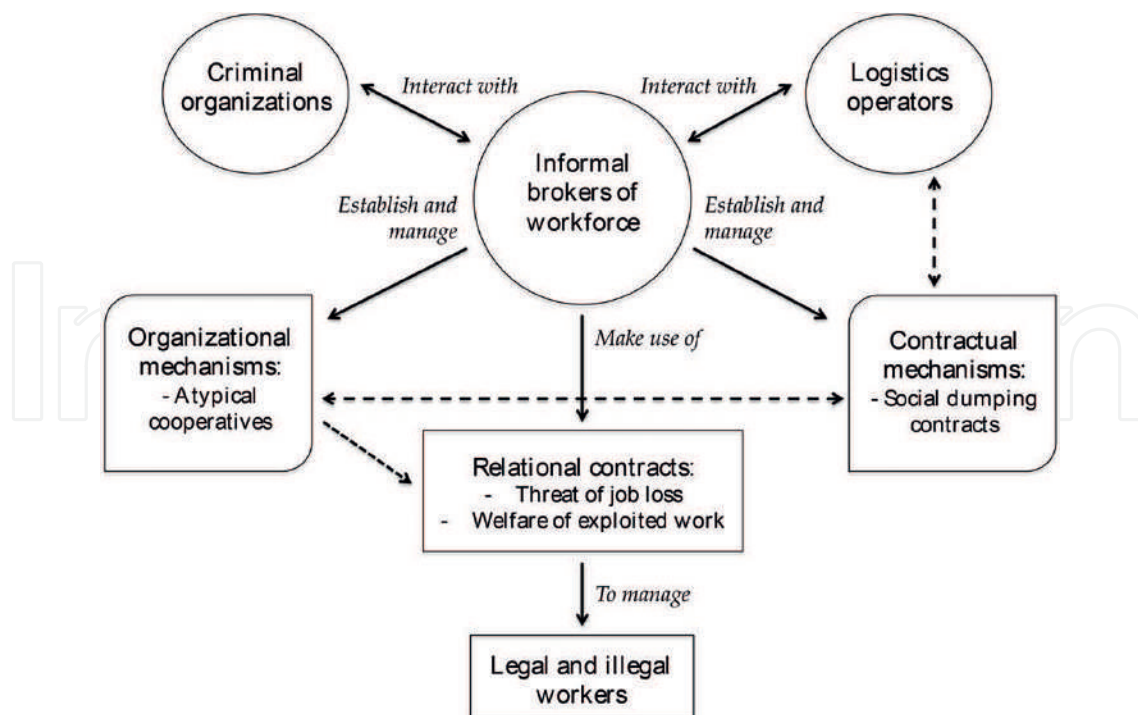 Criminal
organizations
Interact with
Interact with
Logistics
operators
Informal
brokers of
workforce
Establish and
manage
Establish and
manage
Organizational
mechanisms:
- Atypical
cooperatives
Make use of
Contractual
mechanisms:
- Social dumping
contracts
Relational contracts:
- Threat of job loss
- Welfare of exploited work
To manage
Legal and illegal
workers